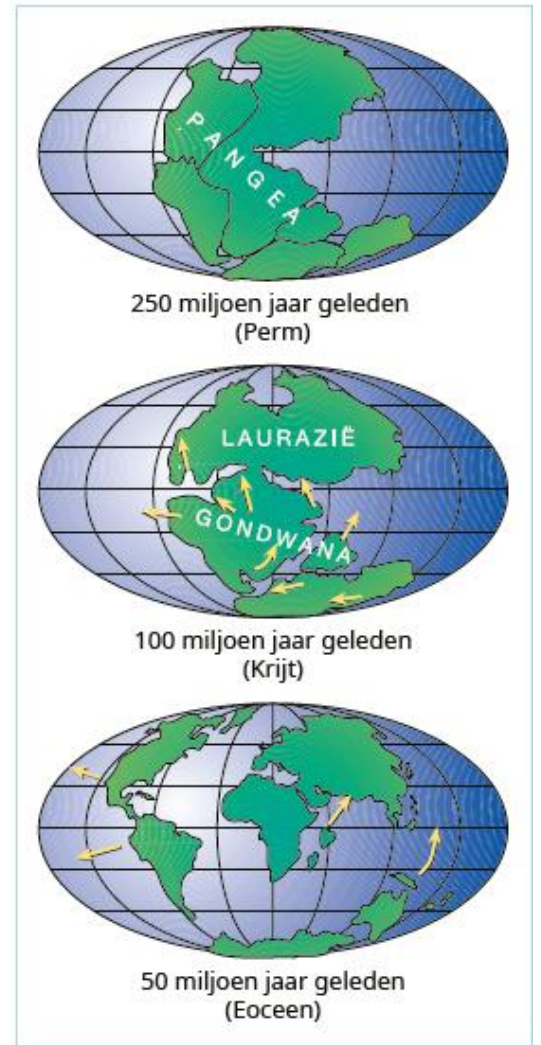 PANGEA
250 miljoen jaar geleden
(Perm)
LAURAZIË
GONDWANA
100 miljoen jaar geleden
(Krijt)
50 miljoen jaar geleden
(Eoceen)